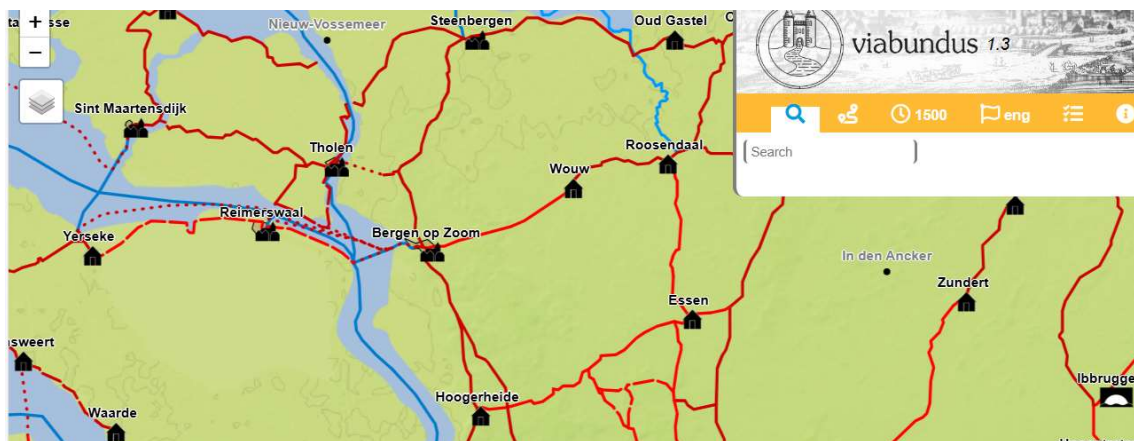 +
−
Nieuw-Vossemeer
Steenbergen
Oud Gastel
viabundus 1.3
1500
eng
Search
Sint Maartensdijk
Tholen
Roosendaal
Wouw
Reimerswaal
Yerseke
Bergen op Zoom
In den Ancker
Zundert
Essen
Ibbrugge
Hoogerheide
Waarde